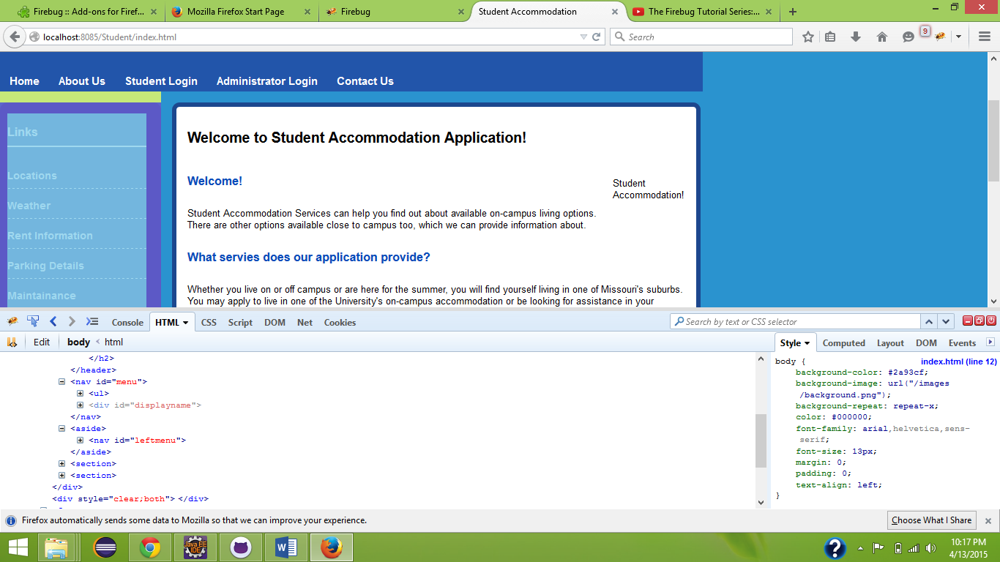 Firebug :: Add-ons for Firef...
Mozilla Firefox Start Page
Firebug
Student Accommodation
The Firebug Tutorial Series:...
localhost:8085/Student/index.html
Search
9
Home About Us Student Login Administrator Login Contact Us
Links
Locations
Weather
Rent Information
Parking Details
Maintainance
Welcome to Student Accommodation Application!
Welcome!
Student
Accommodation!
Student Accommodation Services can help you find out about available on-campus living options.
There are other options available close to campus too, which we can provide information about.
What servies does our application provide?
Whether you live on or off campus or are here for the summer, you will find yourself living in one of Missouri's suburbs.
You may apply to live in one of the University's on-campus accommodation or be looking for assistance in your
Console HTML CSS Script DOM Net Cookies
Search by text or CSS selector
Edit body < html
Style Computed Layout DOM Events
</h2>
</header>
<nav id="menu">
<ul>
<div id="displayname">
</nav>
<aside>
<nav id="leftmenu">
</aside>
<section>
<section>
</div>
<div style="clear;both"> </div>
body { index.html (line 12)
background-color: #2a93cf;
background-image: url("/images
/background.png");
background-repeat: repeat-x;
color: #000000;
font-family: arial,helvetica,sens-
serif;
font-size: 13px;
margin: 0;
padding: 0;
text-align: left;
}
Firefox automatically sends some data to Mozilla so that we can improve your experience.
Choose What I Share
Java EE
IDE
10:17 PM
4/13/2015